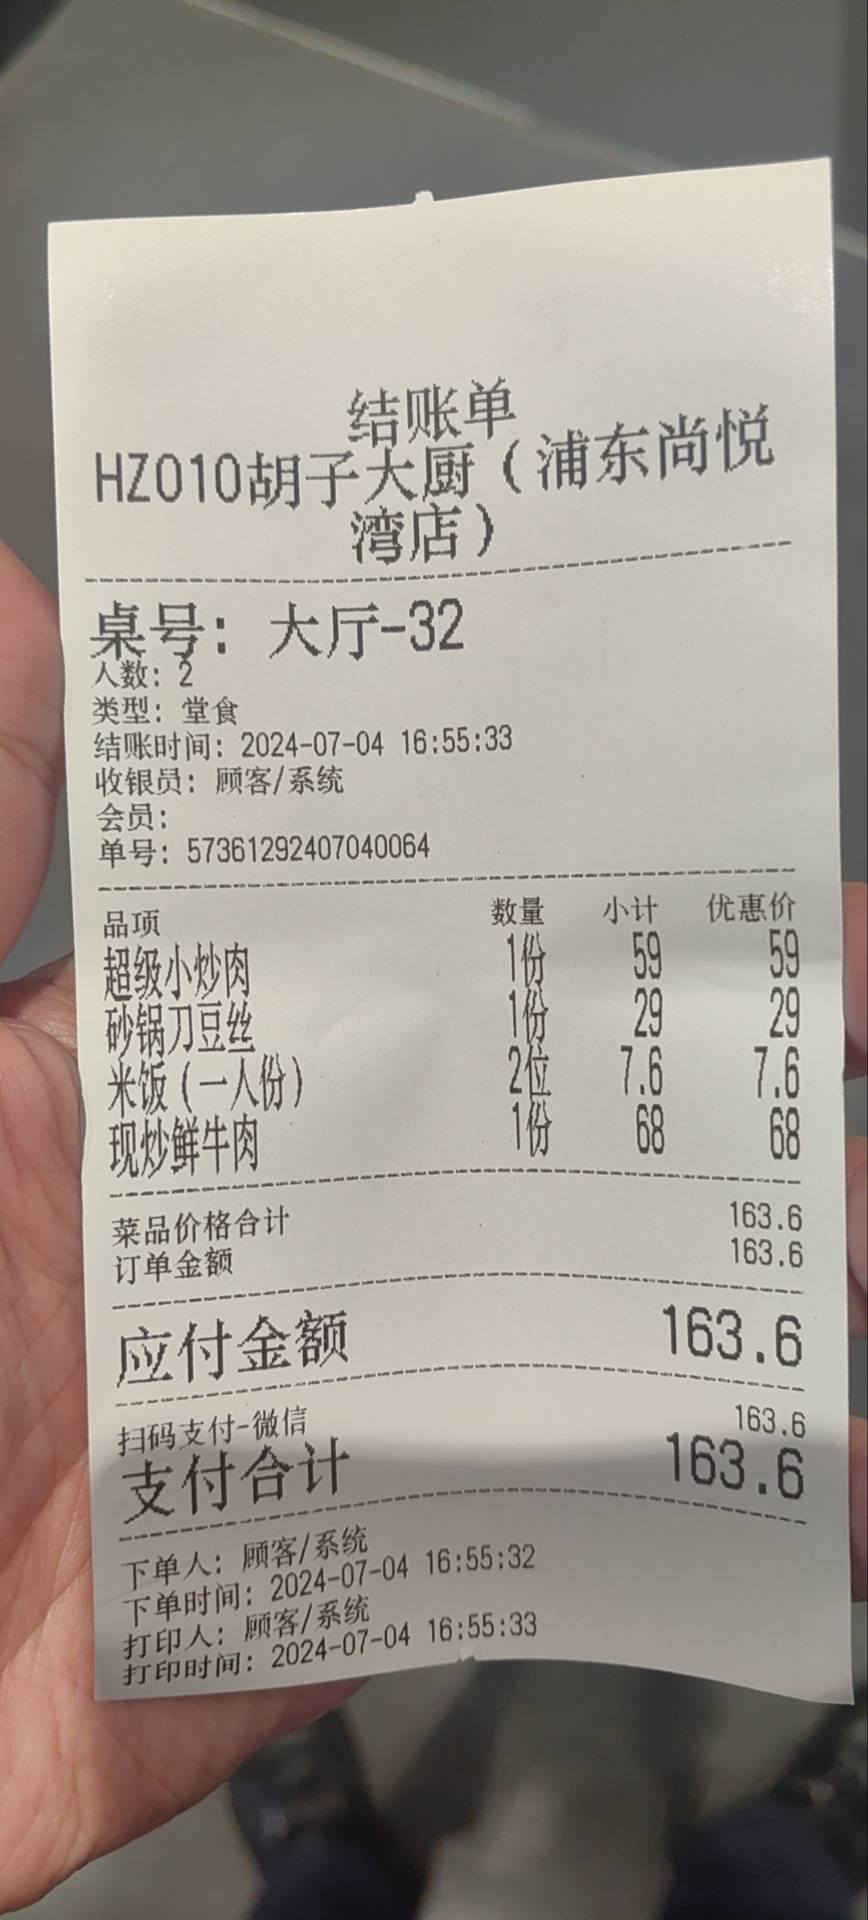 结账单
HZ010胡子大厨（浦东尚悦
湾店）
桌号：大厅-32
人数：2
类型：堂食
结账时间：2024-07-04 16:55:33
收银员：顾客/系统
会员：
单号：57361292407040064
品项 数量 小计 优惠价
超级小炒肉 1份 59 59
砂锅刀豆丝 1份 29 29
米饭（一人份） 2位 7.6 7.6
现炒鲜牛肉 1份 68 68
菜品价格合计 163.6
订单金额 163.6
应付金额 163.6
扫码支付-微信 163.6
支付合计 163.6
下单人：顾客/系统
下单时间：2024-07-04 16:55:32
打印人：顾客/系统
打印时间：2024-07-04 16:55:33